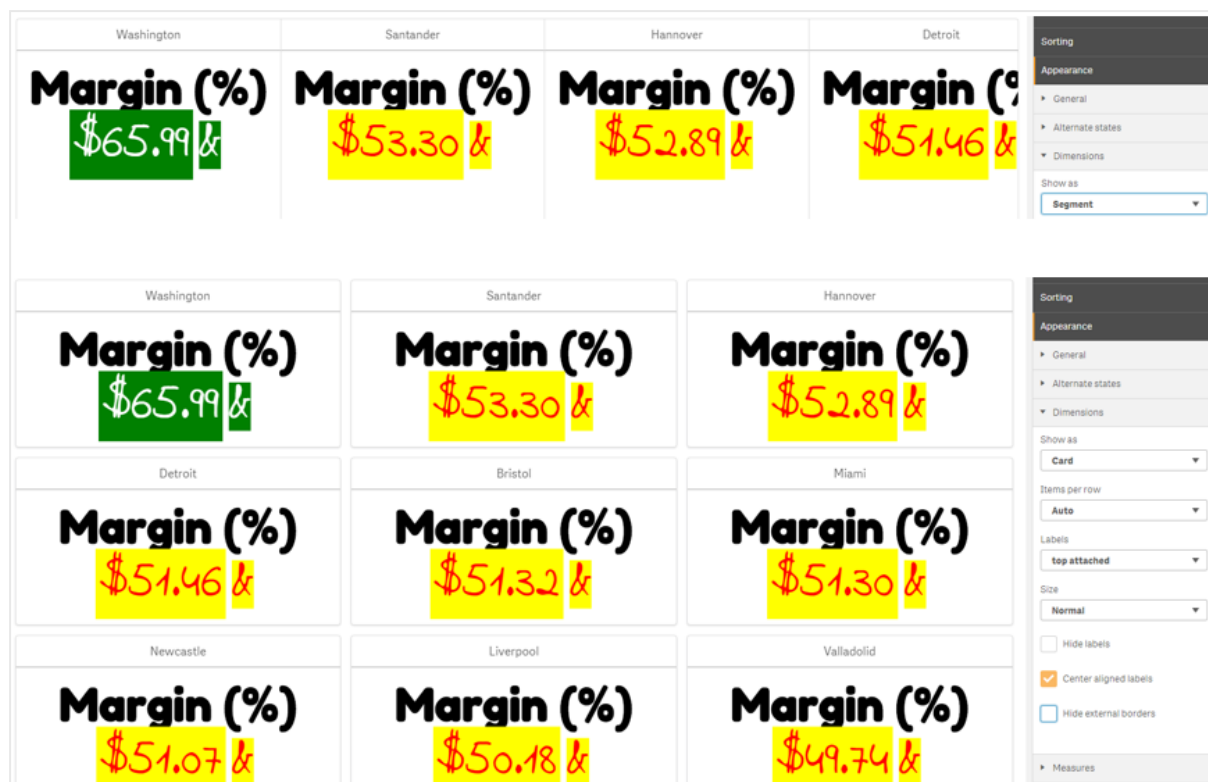 Washington Santander Hannover Detroit
Margin (%) Margin (%) Margin (%) Margin (%
$65.99 & $53.30 & $52.89 & $51.46 &
Sorting
Appearance
General
Alternate states
Dimensions
Show as
Segment
Washington Santander Hannover
Margin (%) Margin (%) Margin (%)
$65.99 & $53.30 & $52.89 &
Detroit Bristol Miami
Margin (%) Margin (%) Margin (%)
$51.46 & $51.32 & $51.30 &
Newcastle Liverpool Valladolid
Margin (%) Margin (%) Margin (%)
$51.07 & $50.18 & $49.74 &
Sorting
Appearance
General
Alternate states
Dimensions
Show as
Card
Items per row
Auto
Labels
top attached
Size
Normal
Hide labels
Center aligned labels
Hide external borders
Measures